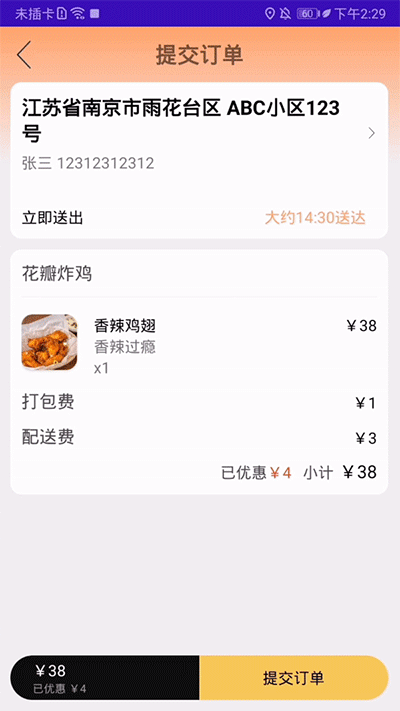 未插卡 60 下午2:29
提交订单
江苏省南京市雨花台区 ABC小区123
号
张三 12312312312
立即送出 大约14:30送达
花瓣炸鸡
香辣鸡翅 ￥38
香辣过瘾
x1
打包费 ￥1
配送费 ￥3
已优惠￥4 小计 ￥38
￥38
已优惠 ￥4
提交订单